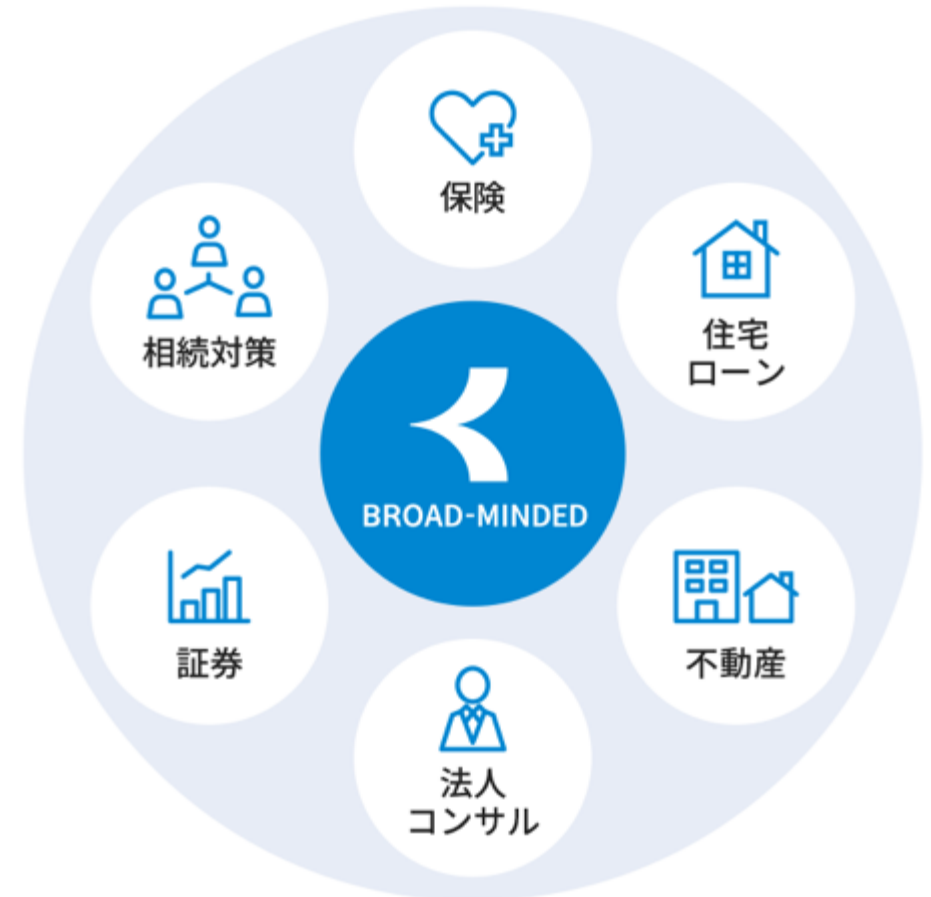 保険
相続対策
住宅
ローン
BROAD-MINDED
証券
不動産
法人
コンサル